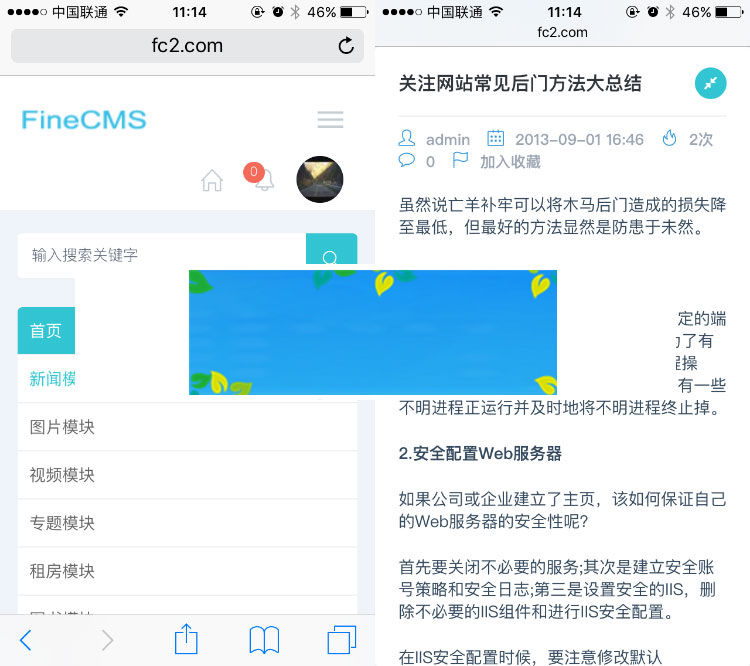 中国联通
11:14
46%
fc2.com
FineCMS
0
输入搜索关键字
首页
新闻模
图片模块
视频模块
专题模块
租房模块
中国联通
11:14
46%
fc2.com
关注网站常见后门方法大总结
admin 2013-09-01 16:46 2次
0 加入收藏
虽然说亡羊补牢可以将木马后门造成的损失降
至最低，但最好的方法显然是防患于未然。
定的端
了有
操
有一些
不明进程正运行并及时地将不明进程终止掉。
2.安全配置Web服务器
如果公司或企业建立了主页，该如何保证自己
的Web服务器的安全性呢?
首先要关闭不必要的服务;其次是建立安全账
号策略和安全日志;第三是设置安全的IIS，删
除不必要的IIS组件和进行IIS安全配置。
在IIS安全配置时候，要注意修改默认